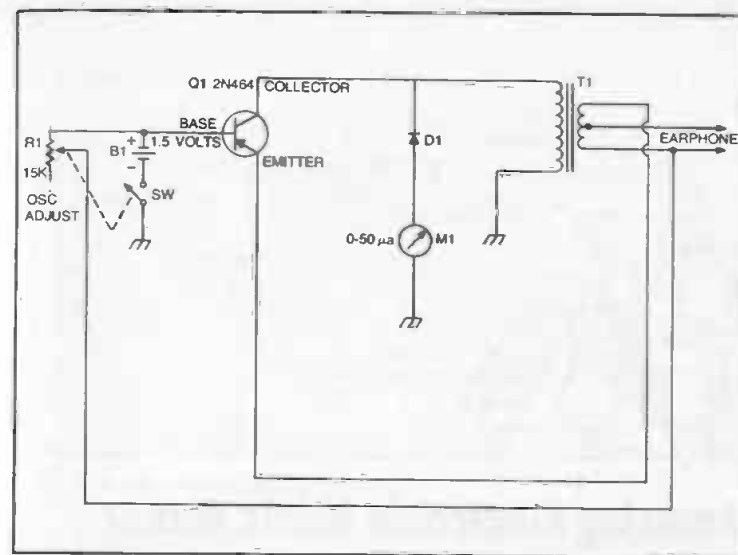 Q1 2N464 COLLECTOR
T1
BASE
R1
+
B1
1.5 VOLTS
-
EMITTER
D1
EARPHONE
15K
OSC
ADJUST
SW
0-50 µa
M1